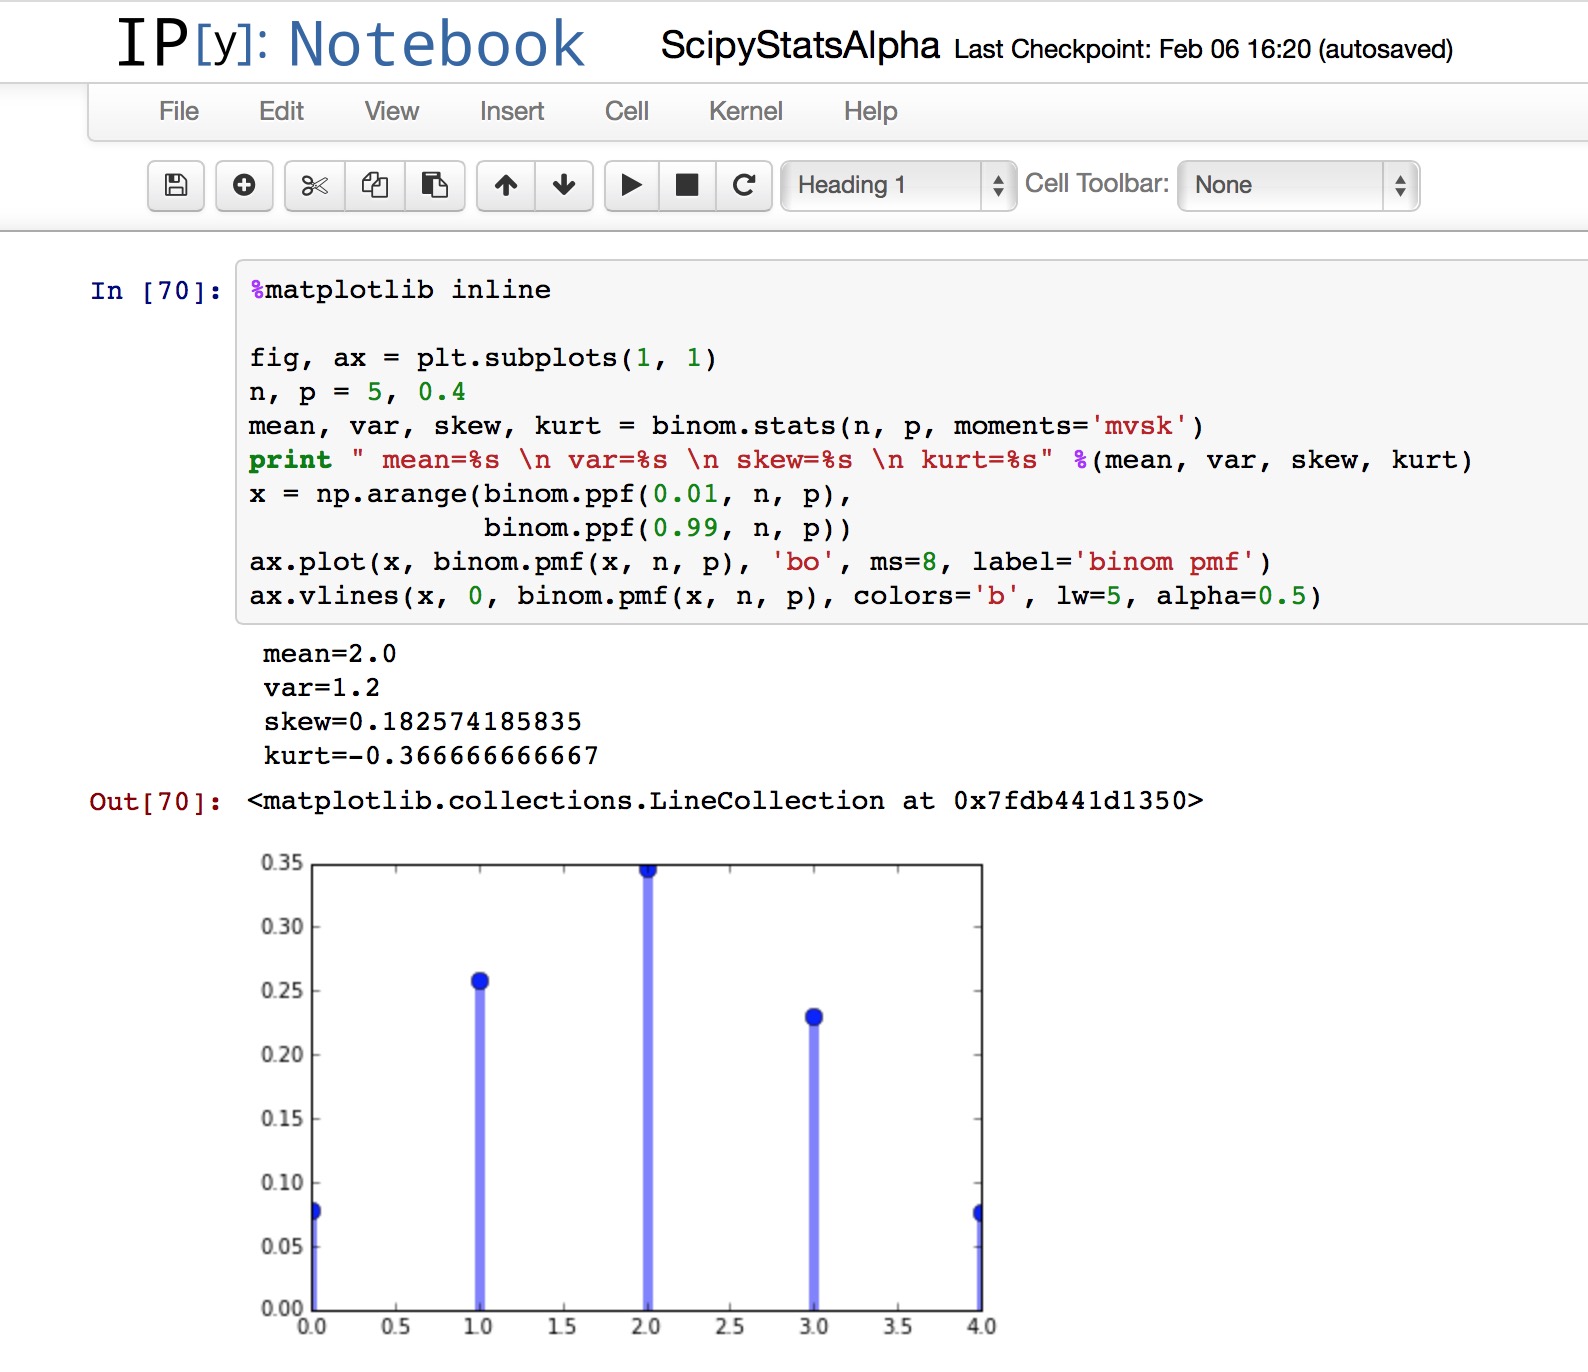 IP[y]: Notebook ScipyStatsAlpha Last Checkpoint: Feb 06 16:20 (autosaved)
File Edit View Insert Cell Kernel Help
Heading 1 Cell Toolbar: None
In [70]: %matplotlib inline
fig, ax = plt.subplots(1, 1)
n, p = 5, 0.4
mean, var, skew, kurt = binom.stats(n, p, moments='mvsk')
print " mean=%s \n var=%s \n skew=%s \n kurt=%s" %(mean, var, skew, kurt)
x = np.arange(binom.ppf(0.01, n, p),
binom.ppf(0.99, n, p))
ax.plot(x, binom.pmf(x, n, p), 'bo', ms=8, label='binom pmf')
ax.vlines(x, 0, binom.pmf(x, n, p), colors='b', lw=5, alpha=0.5)
mean=2.0
var=1.2
skew=0.182574185835
kurt=-0.366666666667
Out[70]: <matplotlib.collections.LineCollection at 0x7fdb441d1350>
0.35
0.30
0.25
0.20
0.15
0.10
0.05
0.00
0.0 0.5 1.0 1.5 2.0 2.5 3.0 3.5 4.0